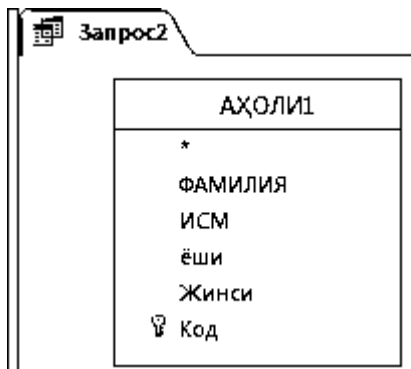 Запрос2
АҲОЛИ1
*
ФАМИЛИЯ
ИСМ
ёши
Жинси
Код